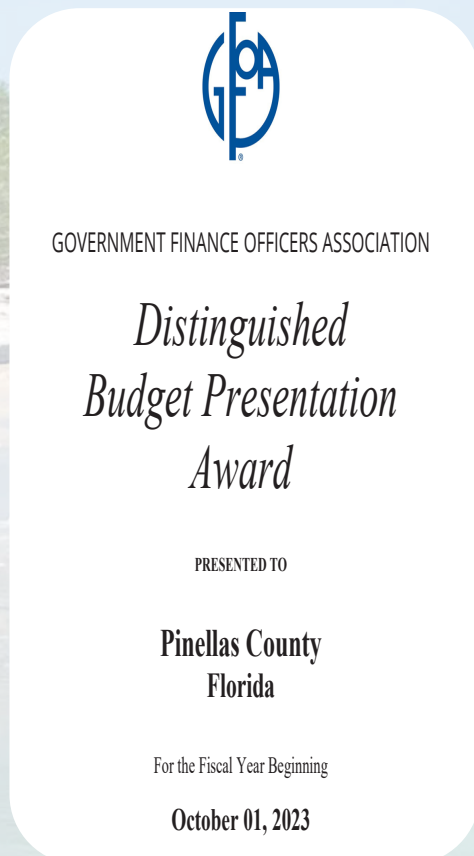 GFOA
®
GOVERNMENT FINANCE OFFICERS ASSOCIATION
Distinguished
Budget Presentation
Award
PRESENTED TO
Pinellas County
Florida
For the Fiscal Year Beginning
October 01, 2023